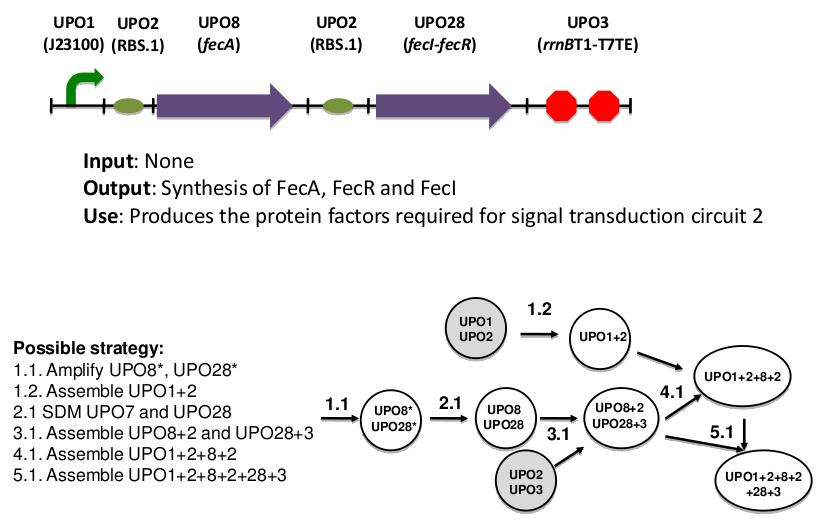 UPO1 UPO2 UPO8 UPO2 UPO28 UPO3
(J23100) (RBS.1) (fecA) (RBS.1) (fecI-fecR) (rrnBT1-T7TE)
Input: None
Output: Synthesis of FecA, FecR and FecI
Use: Produces the protein factors required for signal transduction circuit 2
Possible strategy:
1.1. Amplify UPO8*, UPO28*
1.2. Assemble UPO1+2
2.1 SDM UPO7 and UPO28
3.1. Assemble UPO8+2 and UPO28+3
4.1. Assemble UPO1+2+8+2
5.1. Assemble UPO1+2+8+2+28+3
1.1
UPO8*
UPO28*
2.1
UPO8
UPO28
3.1
UPO2
UPO3
UPO1
UPO2
1.2
UPO1+2
UPO8+2
UPO28+3
4.1
UPO1+2+8+2
5.1
UPO1+2+8+2
+28+3